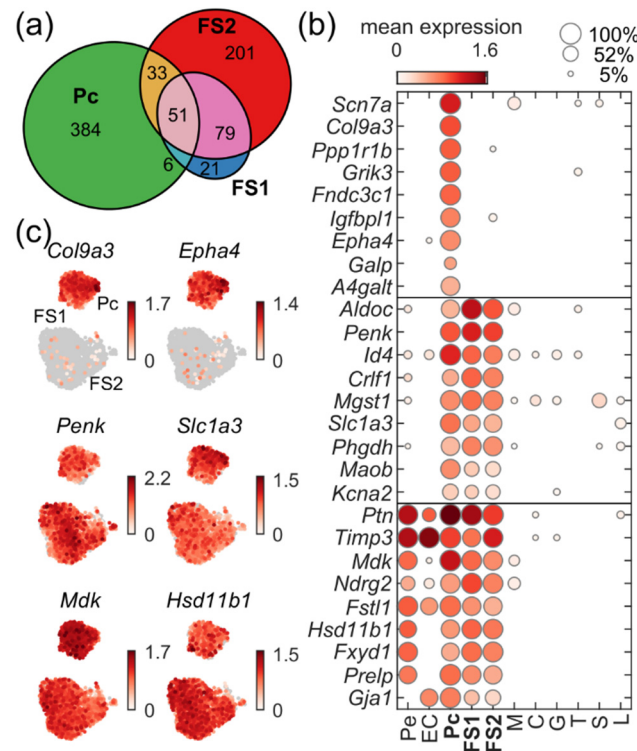 (a)
FS2
201
33
Pc
51
384
79
6
21
FS1
(b)
mean expression
0
1.6
100%
52%
5%
Scn7a
Col9a3
Ppp1r1b
Grik3
Fndc3c1
Igfbpl1
Epha4
Galp
A4galt
Aldoc
Penk
Id4
Crlf1
Mgst1
Slc1a3
Phgdh
Maob
Kcna2
Ptn
Timp3
Mdk
Ndrg2
Fstl1
Hsd11b1
Fxyd1
Prelp
Gja1
Pe EC Pc FS1 FS2 M C G T S L
(c)
Col9a3 Epha4
FS1 Pc 1.7 1.4
0 0
FS2
Penk Slc1a3
2.2 1.5
0 0
Mdk Hsd11b1
1.7 1.5
0 0